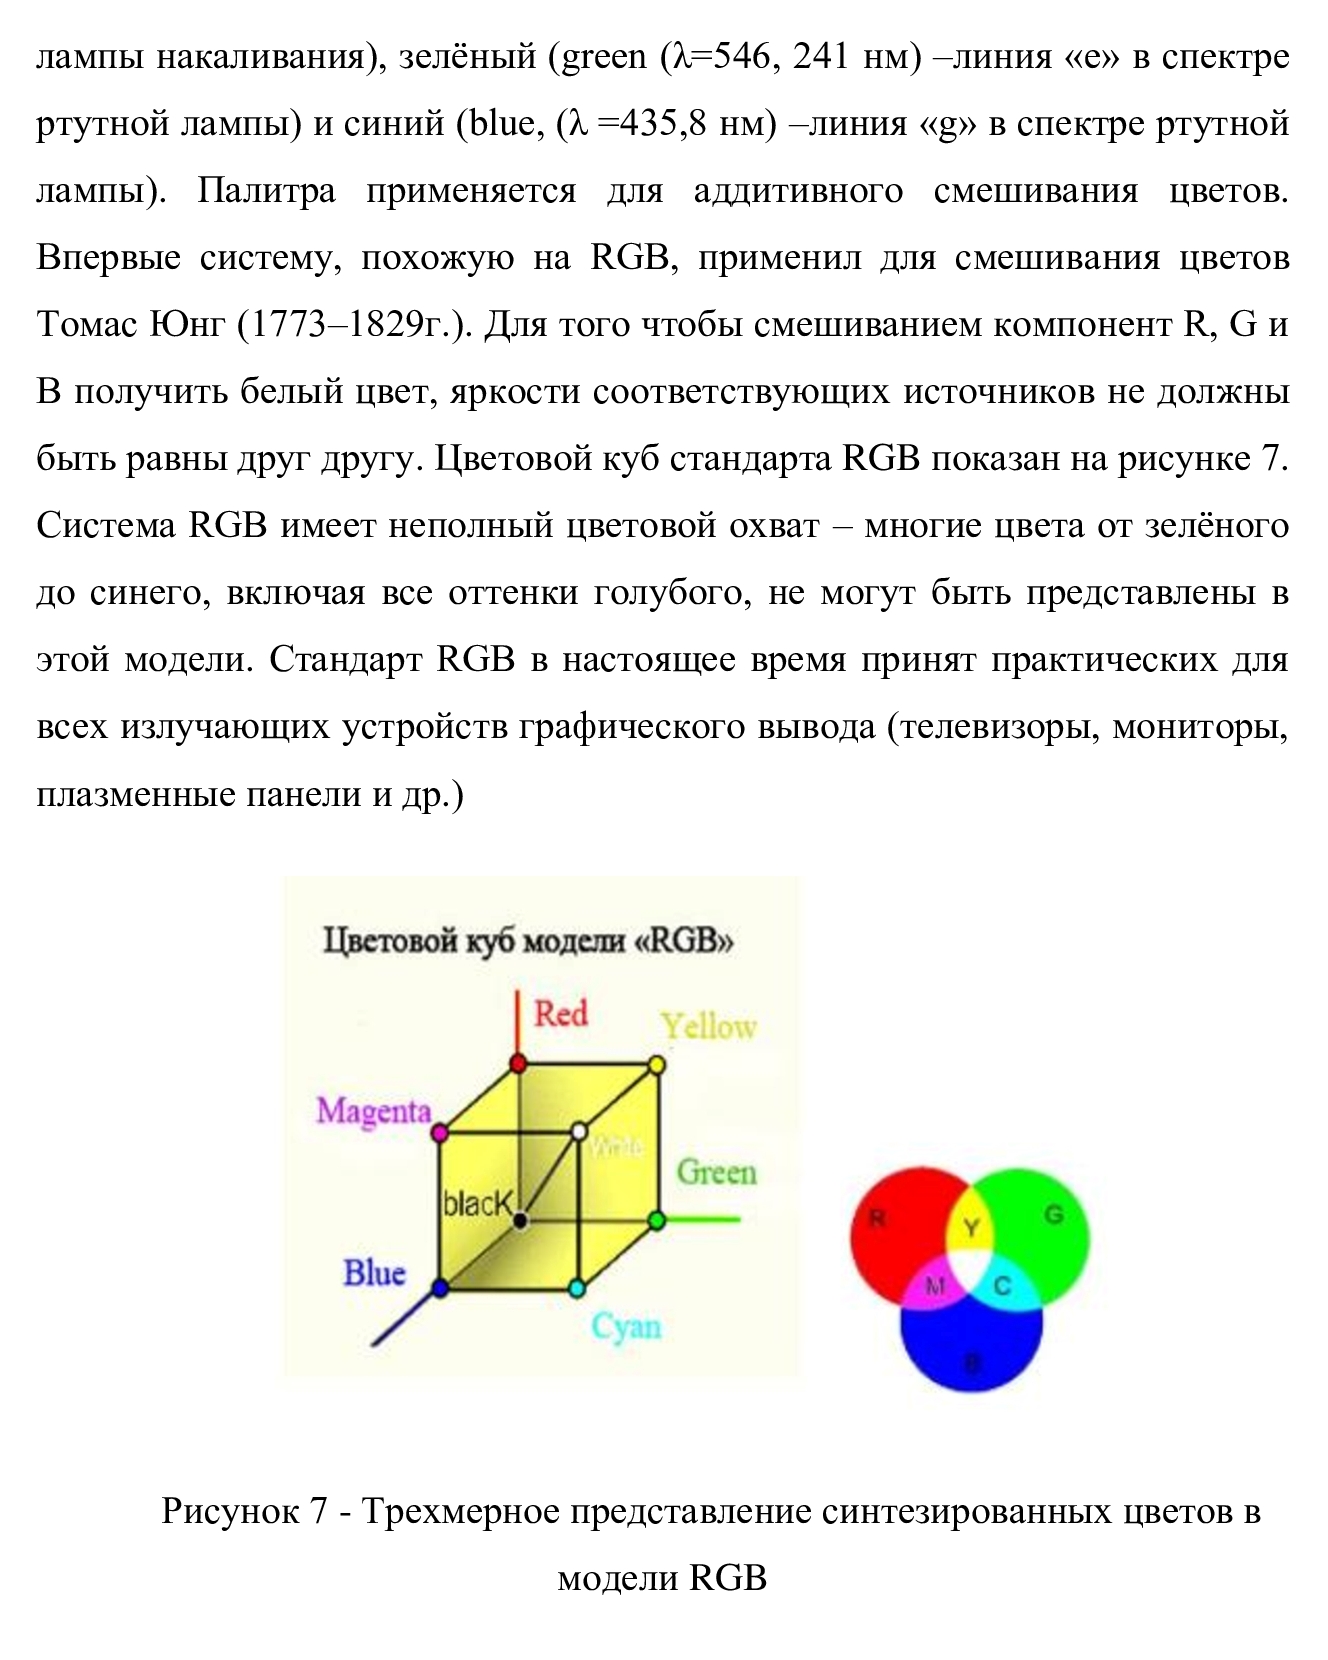 лампы накаливания), зелёный (green (λ=546, 241 нм) –линия «e» в спектре
ртутной лампы) и синий (blue, (λ =435,8 нм) –линия «g» в спектре ртутной
лампы). Палитра применяется для аддитивного смешивания цветов.
Впервые систему, похожую на RGB, применил для смешивания цветов
Томас Юнг (1773–1829г.). Для того чтобы смешиванием компонент R, G и
B получить белый цвет, яркости соответствующих источников не должны
быть равны друг другу. Цветовой куб стандарта RGB показан на рисунке 7.
Система RGB имеет неполный цветовой охват – многие цвета от зелёного
до синего, включая все оттенки голубого, не могут быть представлены в
этой модели. Стандарт RGB в настоящее время принят практических для
всех излучающих устройств графического вывода (телевизоры, мониторы,
плазменные панели и др.)
Цветовой куб модели «RGB»
Red
Yellow
Magenta
Green
blacK
Blue
Cyan
R
G
Y
M
C
B
Рисунок 7 - Трехмерное представление синтезированных цветов в
модели RGB